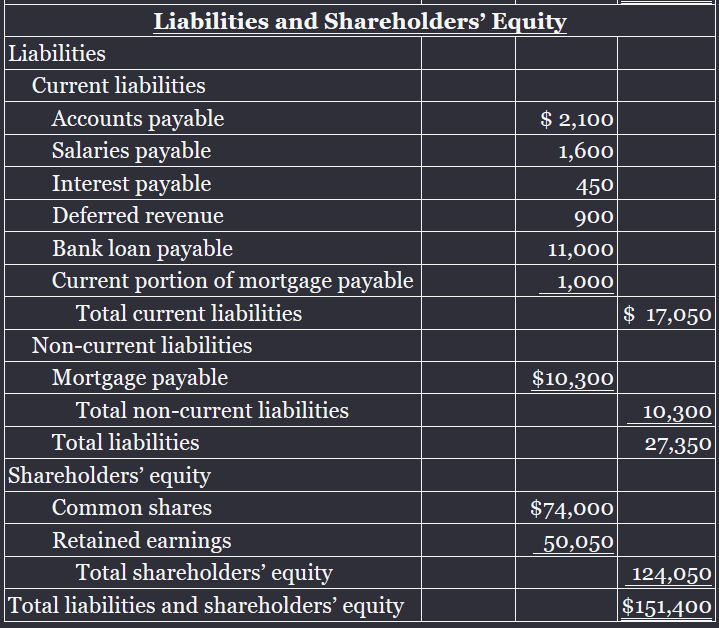 Liabilities and Shareholders’ Equity
Liabilities
Current liabilities
Accounts payable $ 2,100
Salaries payable 1,600
Interest payable 450
Deferred revenue 900
Bank loan payable 11,000
Current portion of mortgage payable 1,000
Total current liabilities $ 17,050
Non-current liabilities
Mortgage payable $10,300
Total non-current liabilities 10,300
Total liabilities 27,350
Shareholders’ equity
Common shares $74,000
Retained earnings 50,050
Total shareholders’ equity 124,050
Total liabilities and shareholders’ equity $151,400